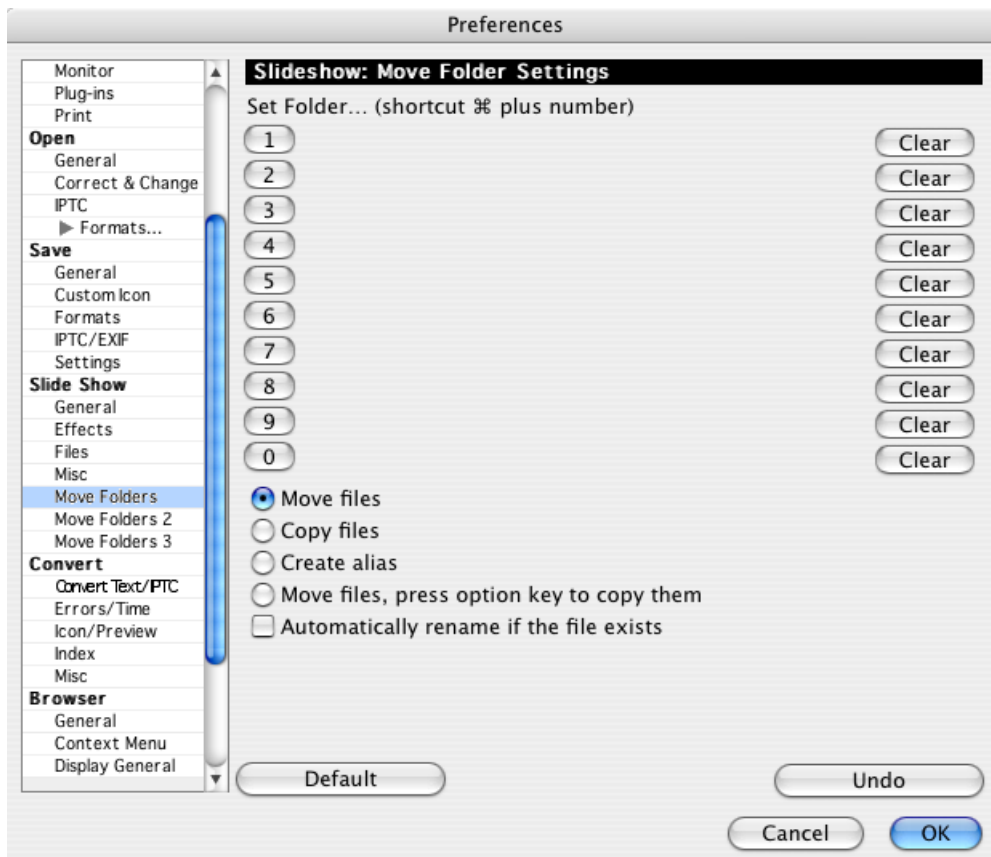 Preferences
Monitor
Plug-ins
Print
Open
General
Correct & Change
IPTC
Formats...
Save
General
Custom Icon
Formats
IPTC/EXIF
Settings
Slide Show
General
Effects
Files
Misc
Move Folders
Move Folders 2
Move Folders 3
Convert
Convert Text/IPTC
Errors/Time
Icon/Preview
Index
Misc
Browser
General
Context Menu
Display General
Slideshow: Move Folder Settings
Set Folder... (shortcut ⌘ plus number)
1 Clear
2 Clear
3 Clear
4 Clear
5 Clear
6 Clear
7 Clear
8 Clear
9 Clear
0 Clear
Move files
Copy files
Create alias
Move files, press option key to copy them
Automatically rename if the file exists
Default Undo
Cancel OK